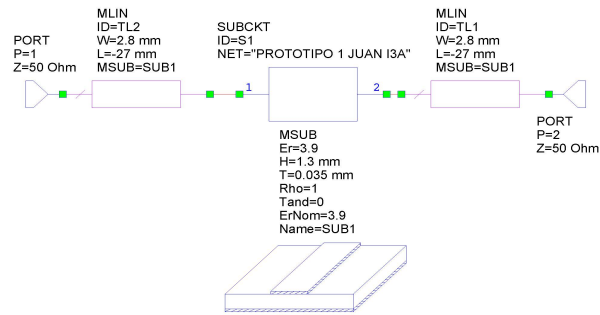 MLIN
ID=TL2
W=2.8 mm
L=-27 mm
MSUB=SUB1
PORT
P=1
Z=50 Ohm
SUBCKT
ID=S1
NET="PROTOTIPO 1 JUAN I3A"
1
2
MLIN
ID=TL1
W=2.8 mm
L=-27 mm
MSUB=SUB1
PORT
P=2
Z=50 Ohm
MSUB
Er=3.9
H=1.3 mm
T=0.035 mm
Rho=1
Tand=0
ErNom=3.9
Name=SUB1